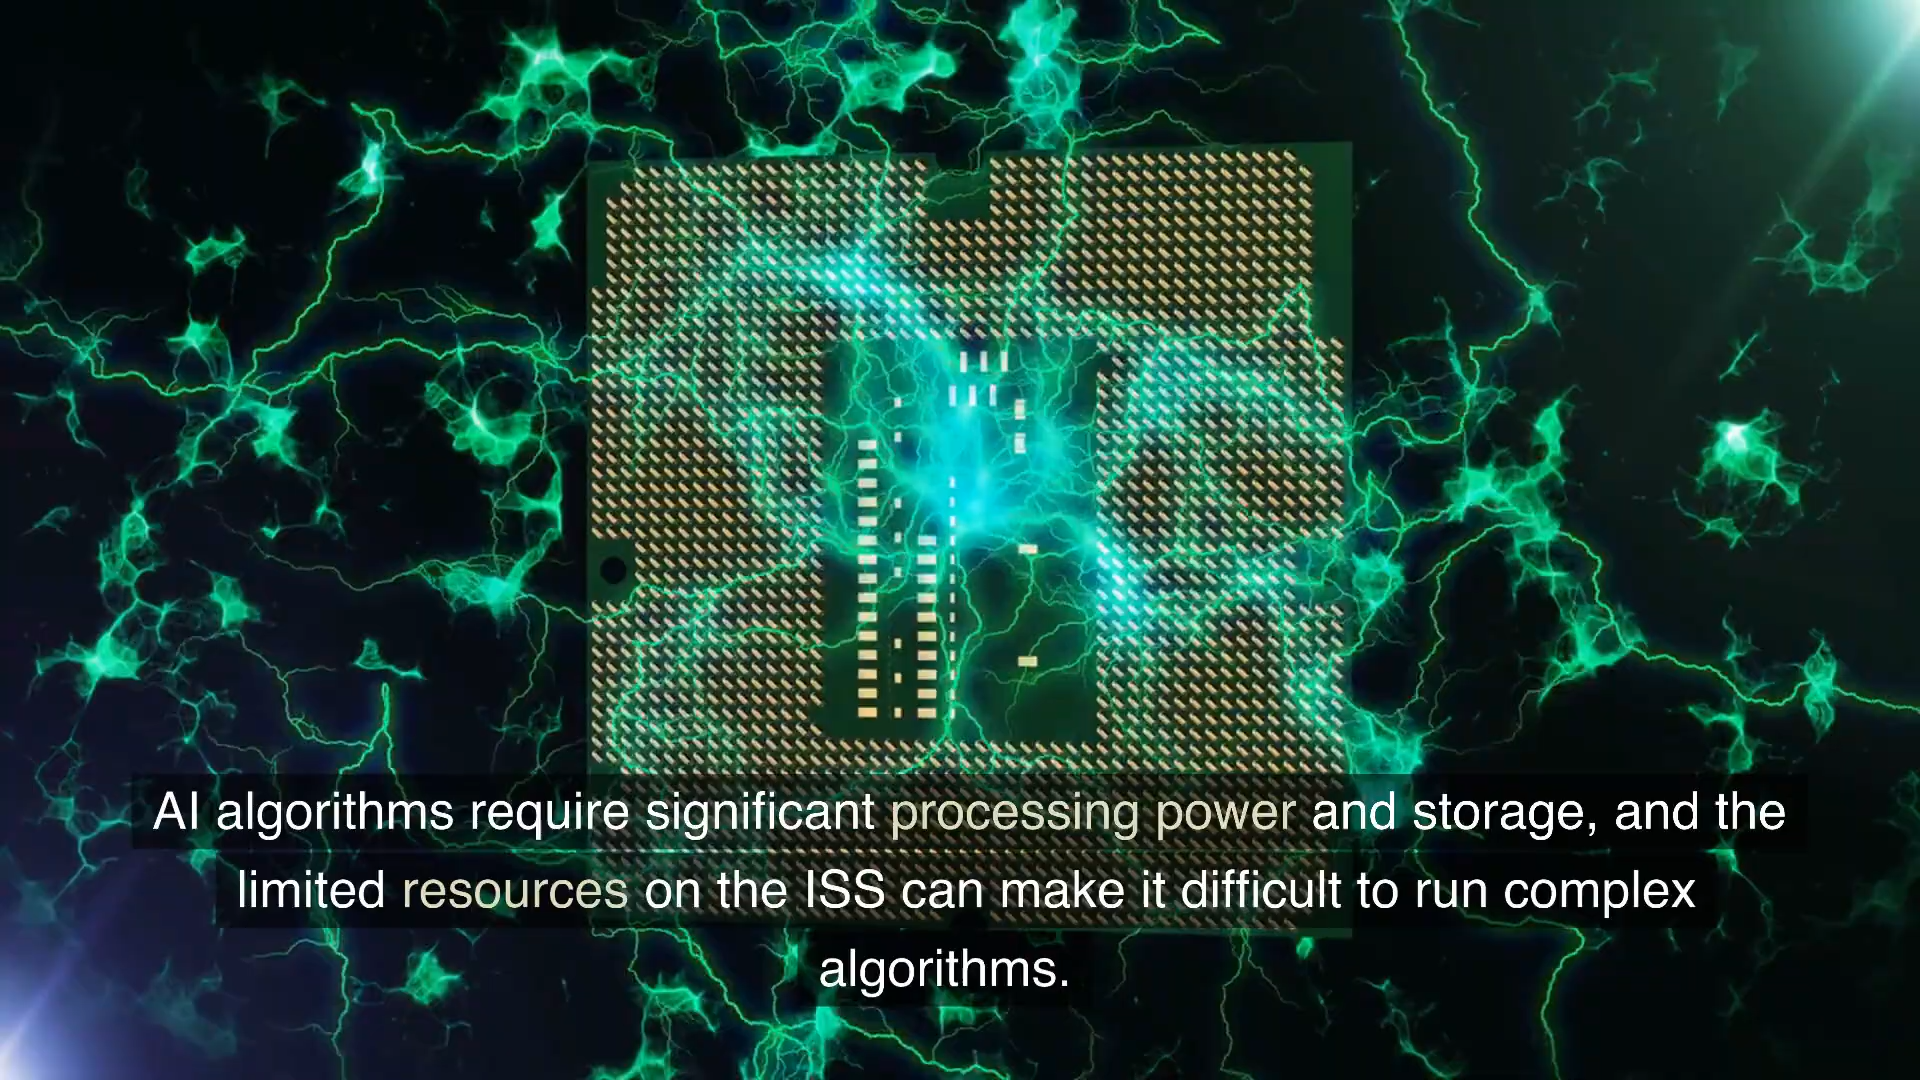 AI algorithms require significant processing power and storage, and the
limited resources on the ISS can make it difficult to run complex
algorithms.